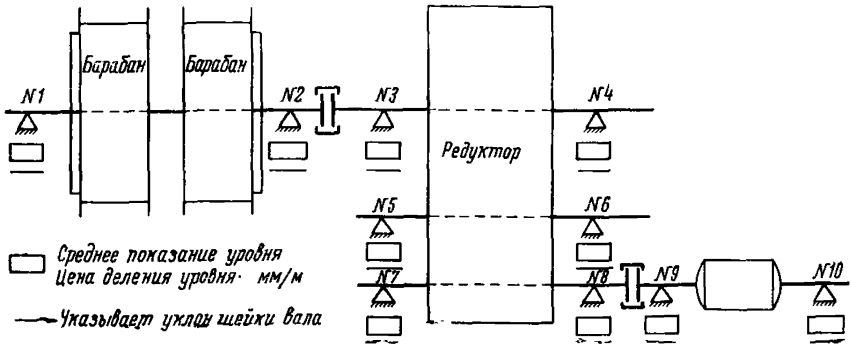 Барабан
Барабан
N1
N2
N3
N4
Редуктор
N5
N6
Среднее показание уровня
Цена деления уровня· мм/м
N7
N8
N9
N10
Указывает уклон шейки вала